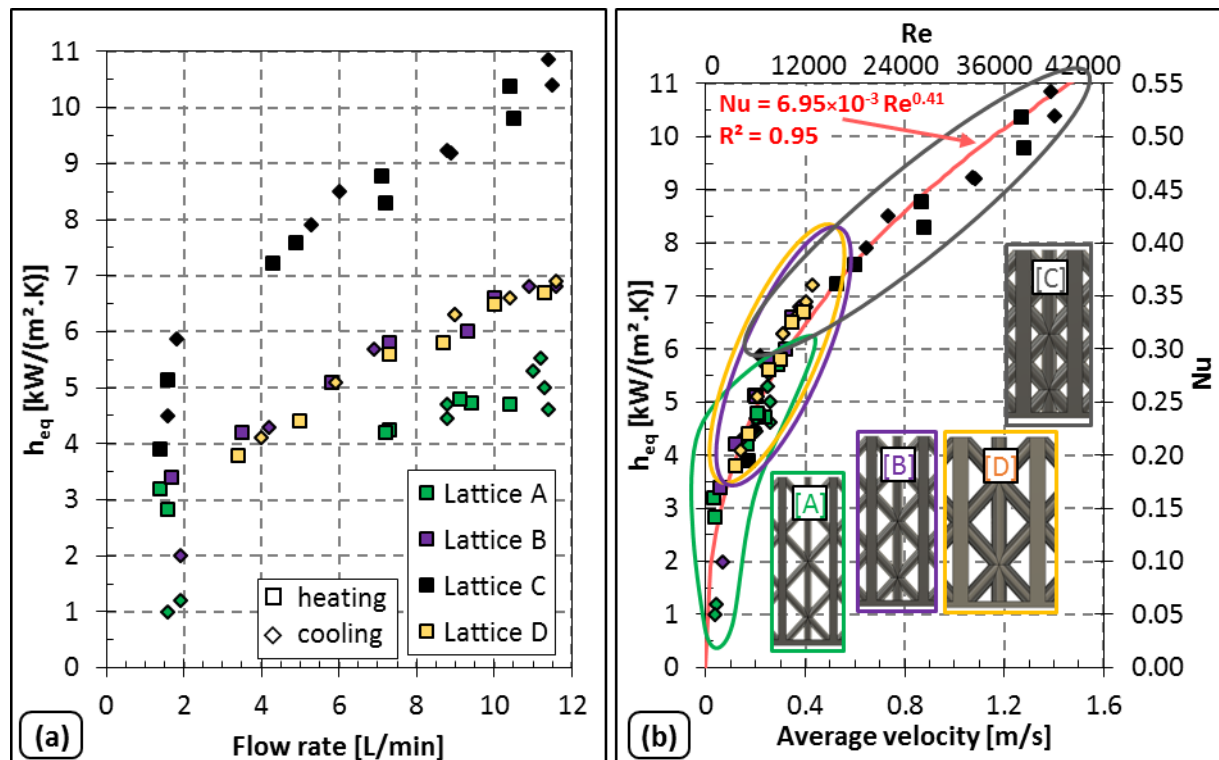 11
10
9
8
7
6
5
4
3
2
1
0
h_eq [kW/(m².K)]
0
2
4
6
8
10
12
Flow rate [L/min]
Lattice A
Lattice B
Lattice C
Lattice D
heating
cooling
(a)
Re
0
12000
24000
36000
42000
11
10
9
8
7
6
5
4
3
2
1
0
h_eq [kW/(m².K)]
Nu = 6.95×10⁻³ Re⁰·⁴¹
R² = 0.95
[C]
[A]
[B]
[D]
0.55
0.50
0.45
0.40
0.35
0.30
0.25
0.20
0.15
0.10
0.05
0.00
Nu
0
0.4
0.8
1.2
1.6
Average velocity [m/s]
(b)